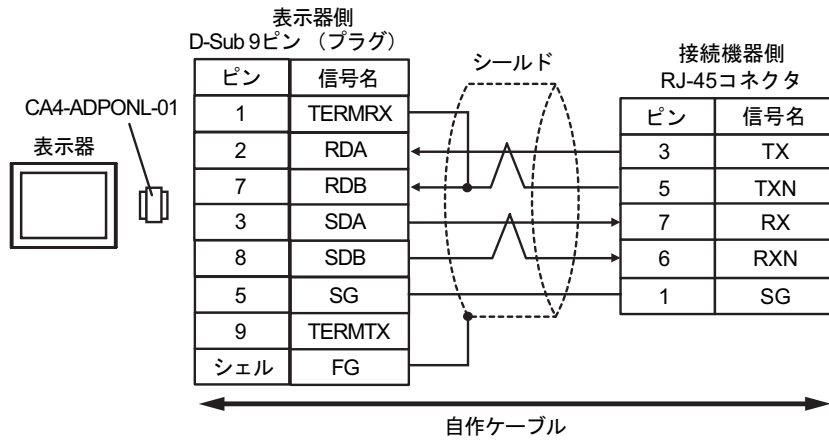 表示器側
D-Sub 9ピン （プラグ）
シールド
接続機器側
RJ-45コネクタ
CA4-ADPONL-01
表示器
ピン 信号名
1 TERMRX
2 RDA
7 RDB
3 SDA
8 SDB
5 SG
9 TERMTX
シェル FG
ピン 信号名
3 TX
5 TXN
7 RX
6 RXN
1 SG
自作ケーブル